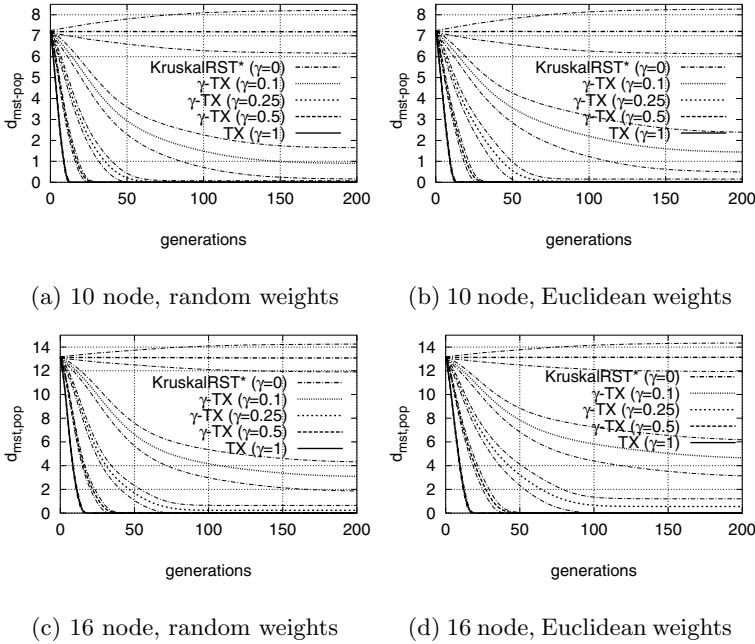 8
7
6
5
4
3
2
1
0
d_mst-pop
KruskalRST* (γ=0)
γ-TX (γ=0.1)
γ-TX (γ=0.25)
γ-TX (γ=0.5)
TX (γ=1)
0 50 100 150 200
generations
(a) 10 node, random weights
8
7
6
5
4
3
2
1
0
d_mst-pop
KruskalRST* (γ=0)
γ-TX (γ=0.1)
γ-TX (γ=0.25)
γ-TX (γ=0.5)
TX (γ=1)
0 50 100 150 200
generations
(b) 10 node, Euclidean weights
14
12
10
8
6
4
2
0
d_mst,pop
KruskalRST* (γ=0)
γ-TX (γ=0.1)
γ-TX (γ=0.25)
γ-TX (γ=0.5)
TX (γ=1)
0 50 100 150 200
generations
(c) 16 node, random weights
14
12
10
8
6
4
2
0
d_mst,pop
KruskalRST* (γ=0)
γ-TX (γ=0.1)
γ-TX (γ=0.25)
γ-TX (γ=0.5)
TX (γ=1)
0 50 100 150 200
generations
(d) 16 node, Euclidean weights